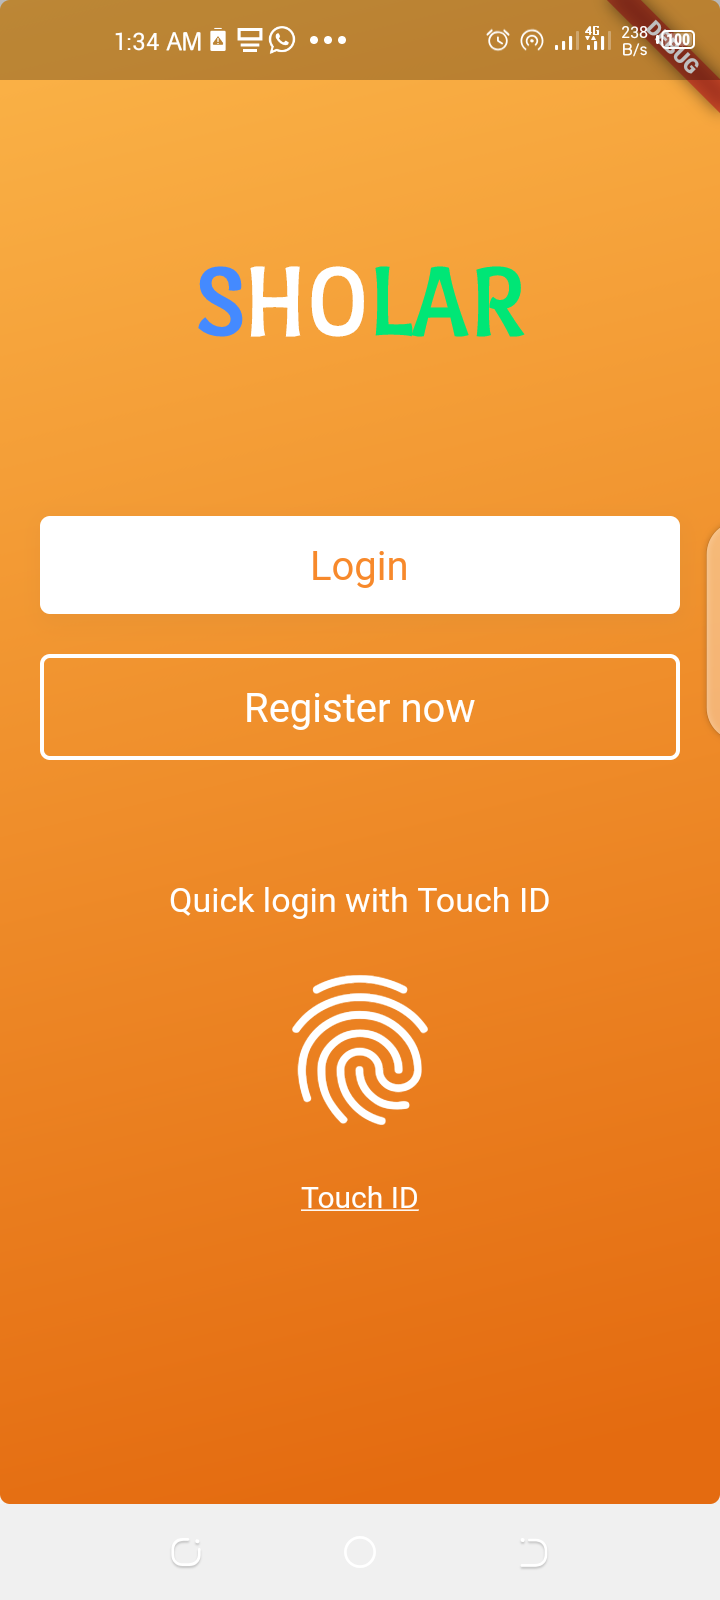 1:34 AM 4G 238 B/s 100
DEBUG
SHOLAR
Login
Register now
Quick login with Touch ID
Touch ID